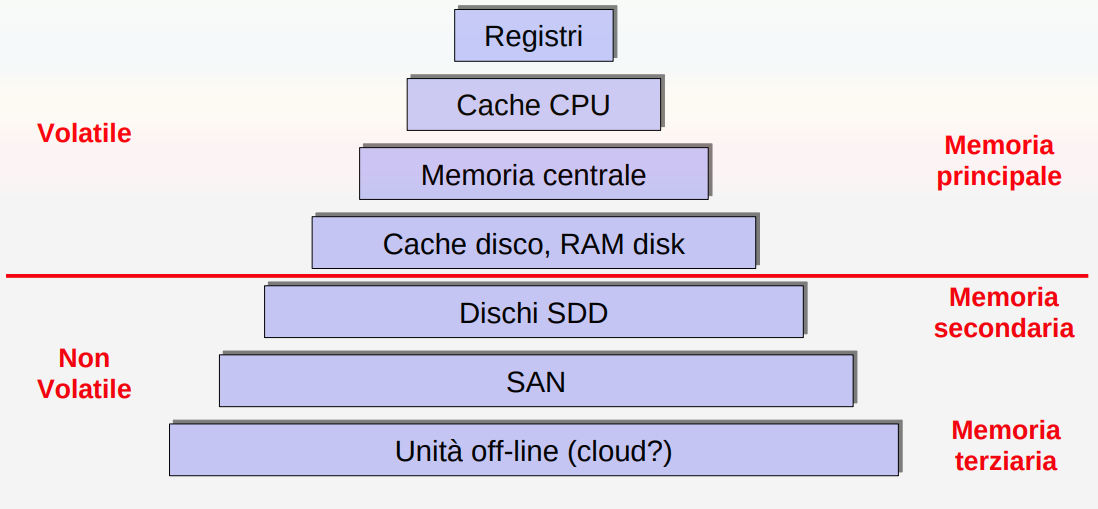 Registri
Cache CPU
Volatile
Memoria
principale
Memoria centrale
Cache disco, RAM disk
Memoria
secondaria
Dischi SDD
Non
Volatile
SAN
Memoria
terziaria
Unità off-line (cloud?)